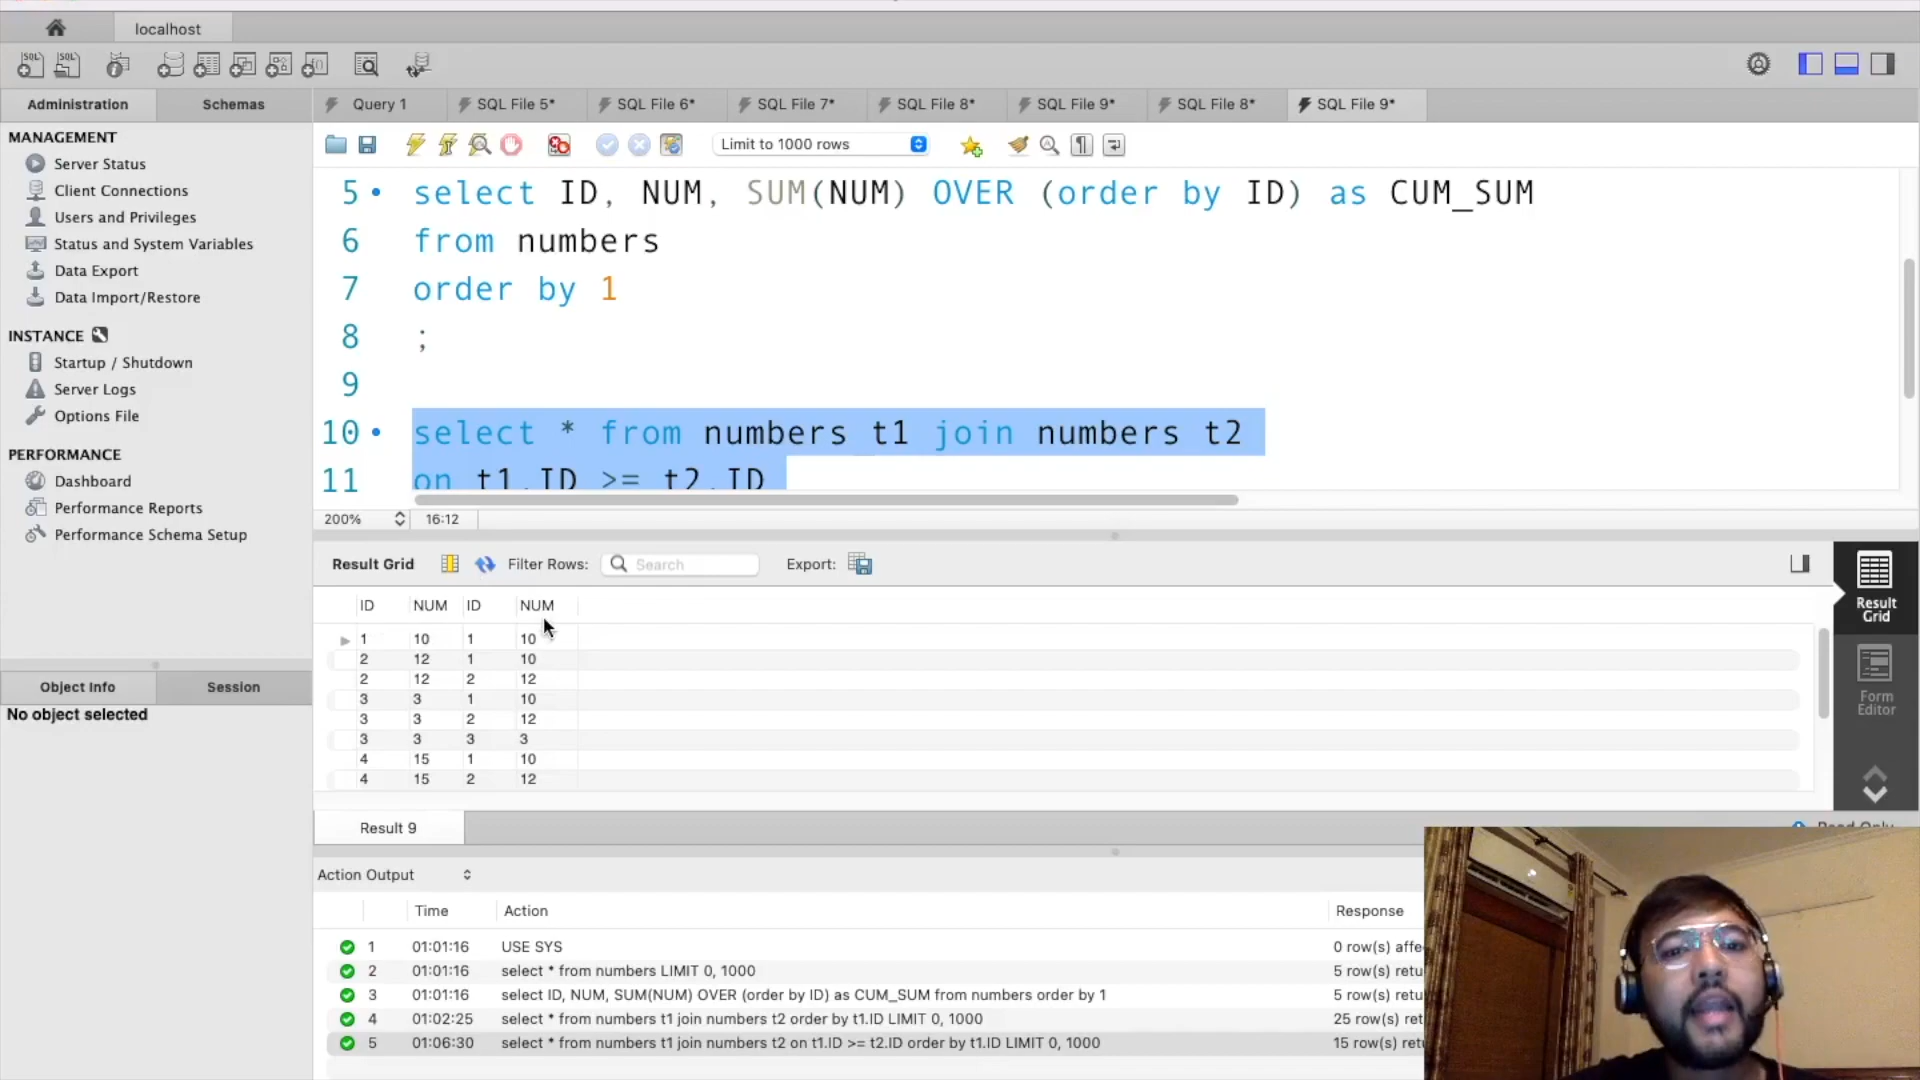 localhost
Administration
Schemas
MANAGEMENT
Server Status
Client Connections
Users and Privileges
Status and System Variables
Data Export
Data Import/Restore
INSTANCE
Startup / Shutdown
Server Logs
Options File
PERFORMANCE
Dashboard
Performance Reports
Performance Schema Setup
Object Info
Session
No object selected
Query 1
SQL File 5*
SQL File 6*
SQL File 7*
SQL File 8*
SQL File 9*
SQL File 8*
SQL File 9*
Limit to 1000 rows
5 select ID, NUM, SUM(NUM) OVER (order by ID) as CUM_SUM
6 from numbers
7 order by 1
8 ;
9
10 select * from numbers t1 join numbers t2
11 on t1.ID >= t2.ID
200% 16:12
Result Grid Filter Rows: Search Export:
ID NUM ID NUM
1 10 1 10
2 12 1 10
2 12 2 12
3 3 1 10
3 3 2 12
3 3 3 3
4 15 1 10
4 15 2 12
Result
Grid
Form
Editor
Result 9
Read Only
Action Output
Time Action Response
1 01:01:16 USE SYS 0 row(s) affe
2 01:01:16 select * from numbers LIMIT 0, 1000 5 row(s) retu
3 01:01:16 select ID, NUM, SUM(NUM) OVER (order by ID) as CUM_SUM from numbers order by 1 5 row(s) retu
4 01:02:25 select * from numbers t1 join numbers t2 order by t1.ID LIMIT 0, 1000 25 row(s) ret
5 01:06:30 select * from numbers t1 join numbers t2 on t1.ID >= t2.ID order by t1.ID LIMIT 0, 1000 15 row(s) ret